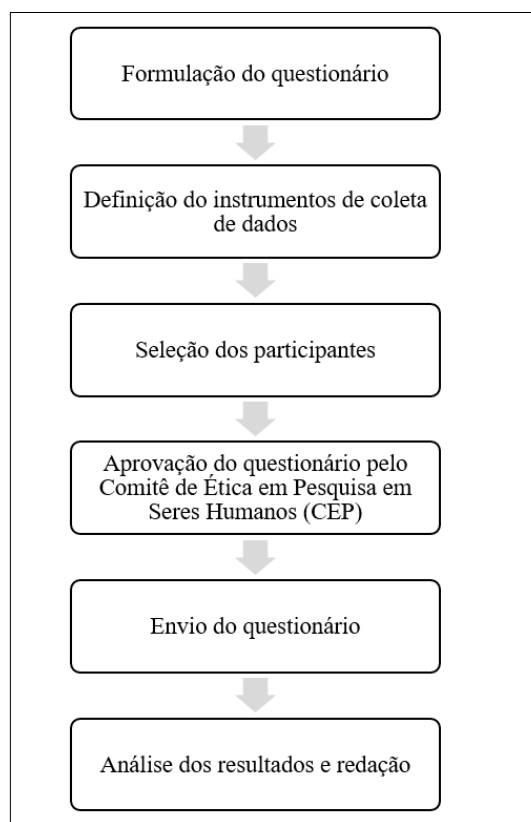 Formulação do questionário
Definição do instrumentos de coleta
de dados
Seleção dos participantes
Aprovação do questionário pelo
Comitê de Ética em Pesquisa em
Seres Humanos (CEP)
Envio do questionário
Análise dos resultados e redação